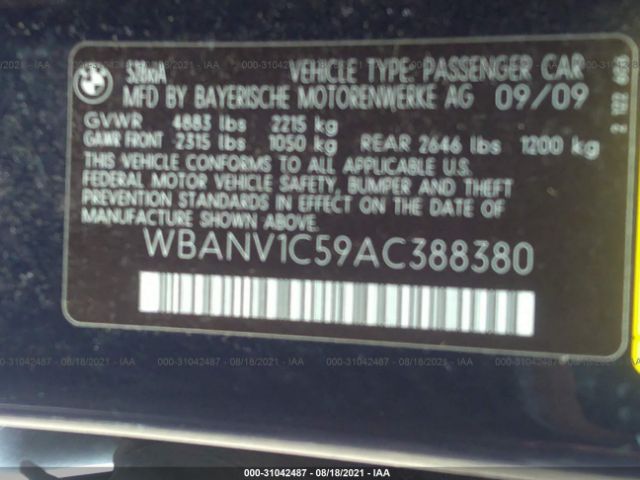 528xiA VEHICLE TYPE: PASSENGER CAR
MFD BY BAYERISCHE MOTORENWERKE AG 09/09
GVWR 4883 lbs 2215 kg
GAWR FRONT 2315 lbs 1050 kg REAR 2646 lbs 1200 kg
THIS VEHICLE CONFORMS TO ALL APPLICABLE U.S.
FEDERAL MOTOR VEHICLE SAFETY, BUMPER AND THEFT
PREVENTION STANDARDS IN EFFECT ON THE DATE OF
MANUFACTURE SHOWN ABOVE.
WBANV1C59AC388380
000-31042487 - 08/18/2021 - IAA